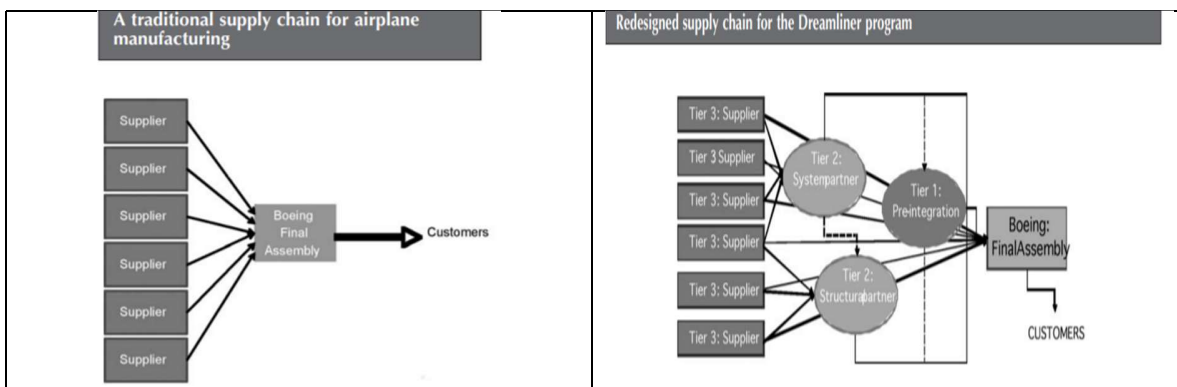 A traditional supply chain for airplane
manufacturing
Supplier
Supplier
Supplier
Supplier
Supplier
Supplier
Boeing
Final
Assembly
Customers
Redesigned supply chain for the Dreamliner program
Tier 3: Supplier
Tier 3 Supplier
Tier 3: Supplier
Tier 3: Supplier
Tier 3: Supplier
Tier 3: Supplier
Tier 2:
Systempartner
Tier 1:
Pre-integration
Tier 2:
Structurapartner
Boeing:
FinalAssembly
CUSTOMERS